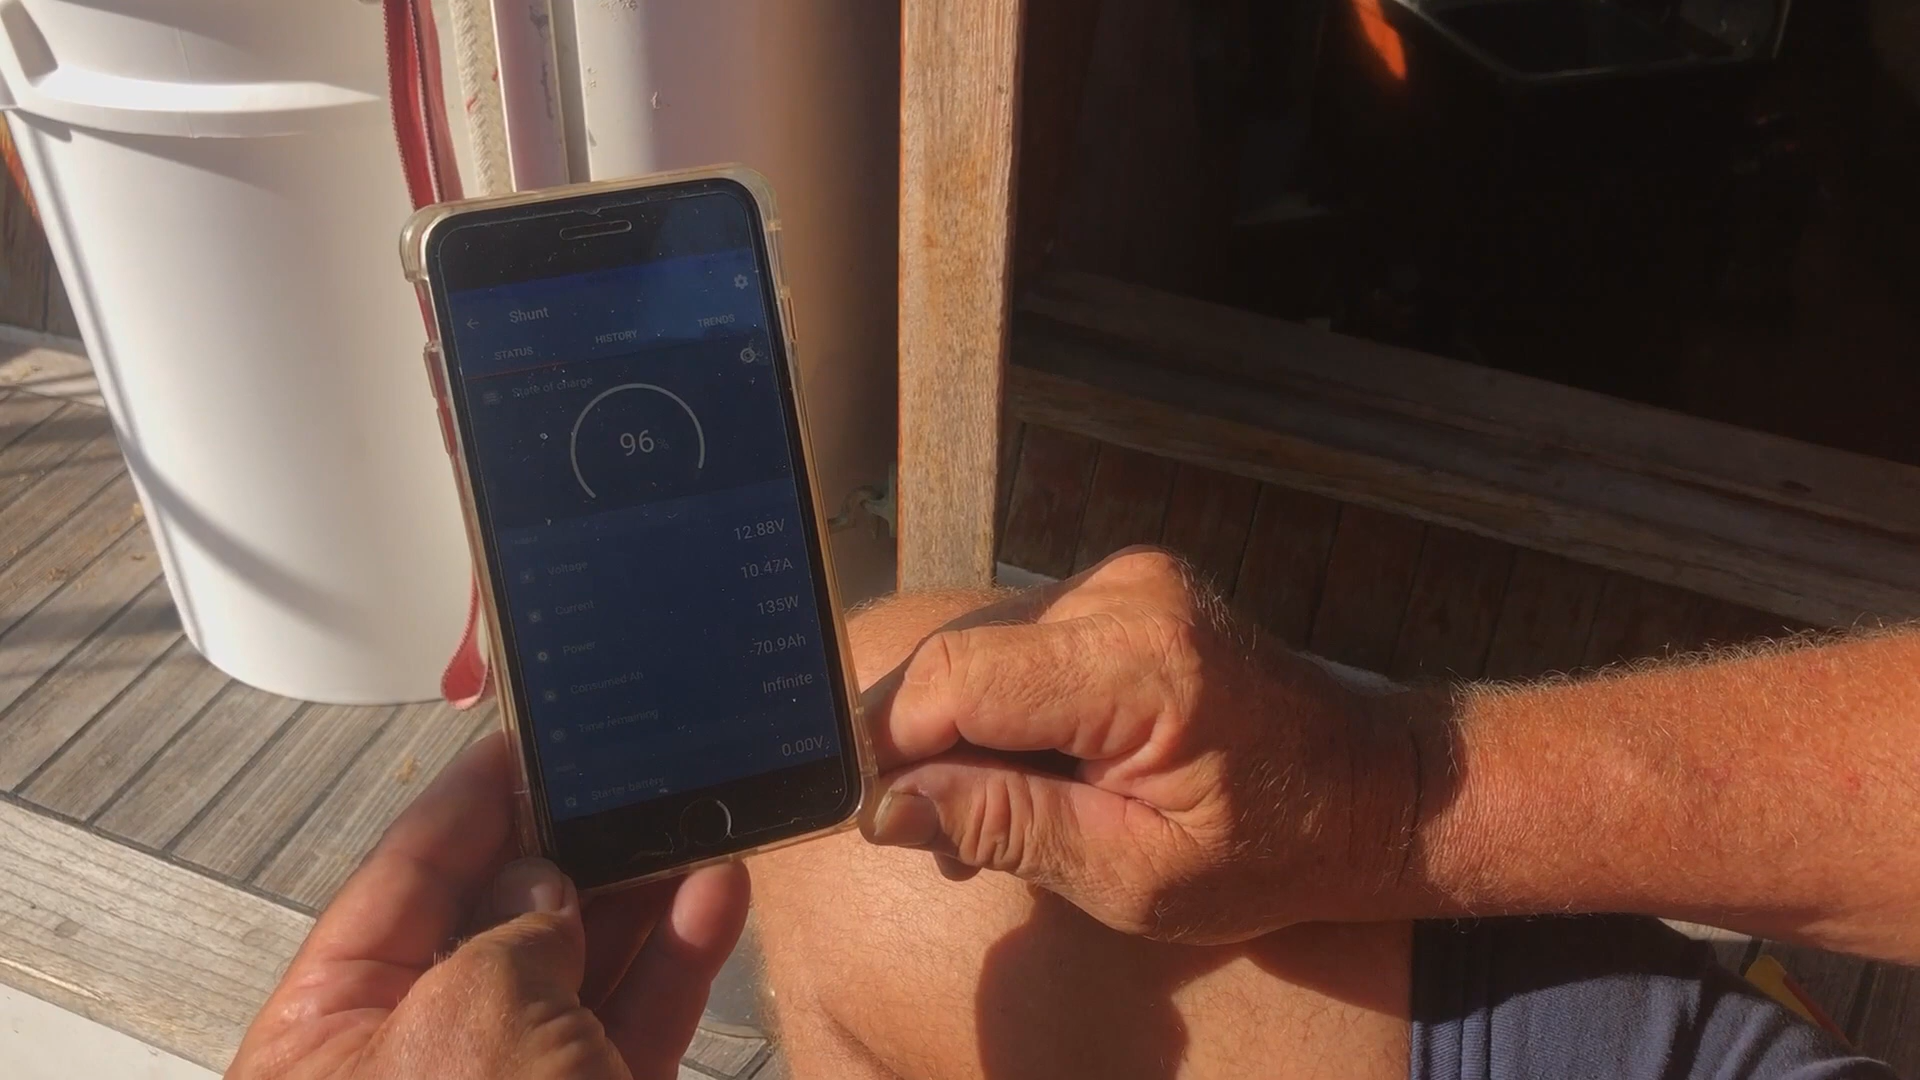 Shunt
STATUS HISTORY TRENDS
State of charge
96%
Voltage 12.88V
Current 10.47A
Power 135W
Consumed Ah -70.9Ah
Time remaining Infinite
Starter battery 0.00V